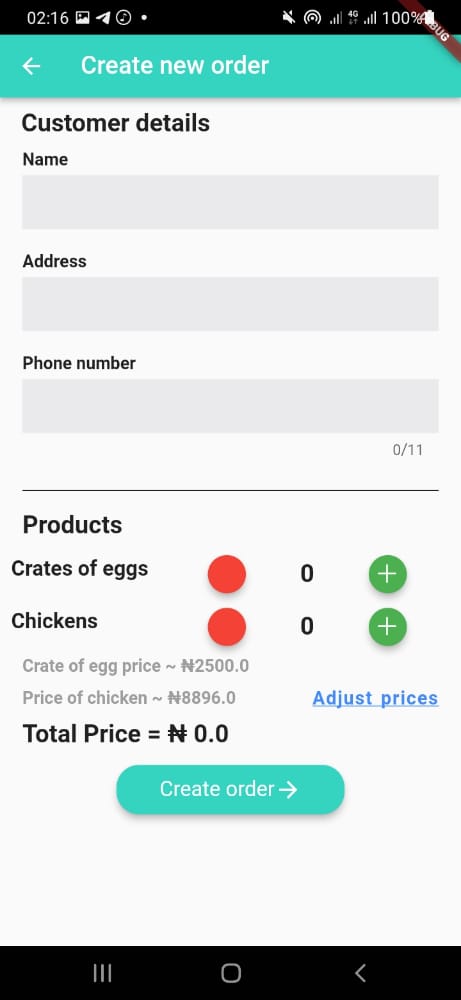 02:16
4G
100%
DEBUG
Create new order
Customer details
Name
Address
Phone number
0/11
Products
Crates of eggs 0
Chickens 0
Crate of egg price ~ ₦2500.0
Price of chicken ~ ₦8896.0 Adjust prices
Total Price = ₦ 0.0
Create order